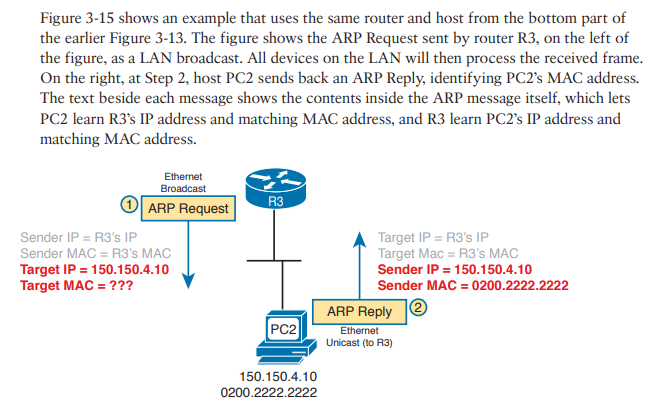 Figure 3-15 shows an example that uses the same router and host from the bottom part of
the earlier Figure 3-13. The figure shows the ARP Request sent by router R3, on the left of
the figure, as a LAN broadcast. All devices on the LAN will then process the received frame.
On the right, at Step 2, host PC2 sends back an ARP Reply, identifying PC2’s MAC address.
The text beside each message shows the contents inside the ARP message itself, which lets
PC2 learn R3’s IP address and matching MAC address, and R3 learn PC2’s IP address and
matching MAC address.
Ethernet
Broadcast
1 ARP Request
R3
Sender IP = R3’s IP
Sender MAC = R3’s MAC
Target IP = 150.150.4.10
Target MAC = ???
Target IP = R3’s IP
Target Mac = R3’s MAC
Sender IP = 150.150.4.10
Sender MAC = 0200.2222.2222
ARP Reply 2
Ethernet
Unicast (to R3)
PC2
150.150.4.10
0200.2222.2222